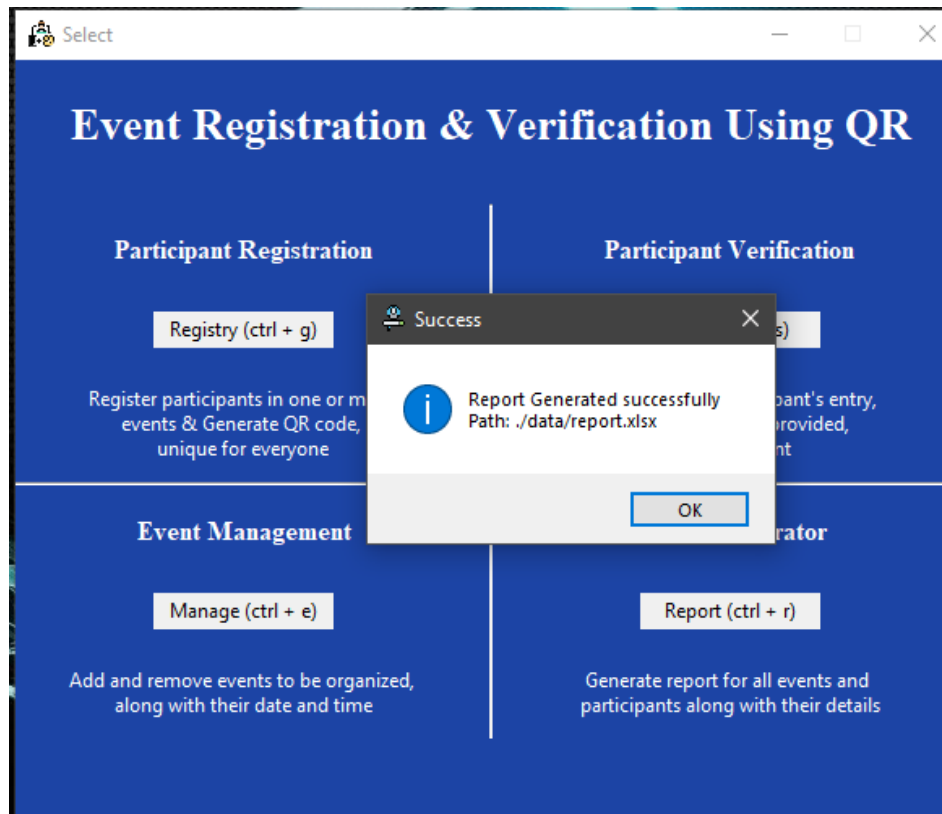 Select
Event Registration & Verification Using QR
Participant Registration
Participant Verification
Registry (ctrl + g)
s)
Register participants in one or m
events & Generate QR code,
unique for everyone
pant's entry,
provided,
nt
Success
Report Generated successfully
Path: ./data/report.xlsx
OK
Event Management
rator
Manage (ctrl + e)
Report (ctrl + r)
Add and remove events to be organized,
along with their date and time
Generate report for all events and
participants along with their details